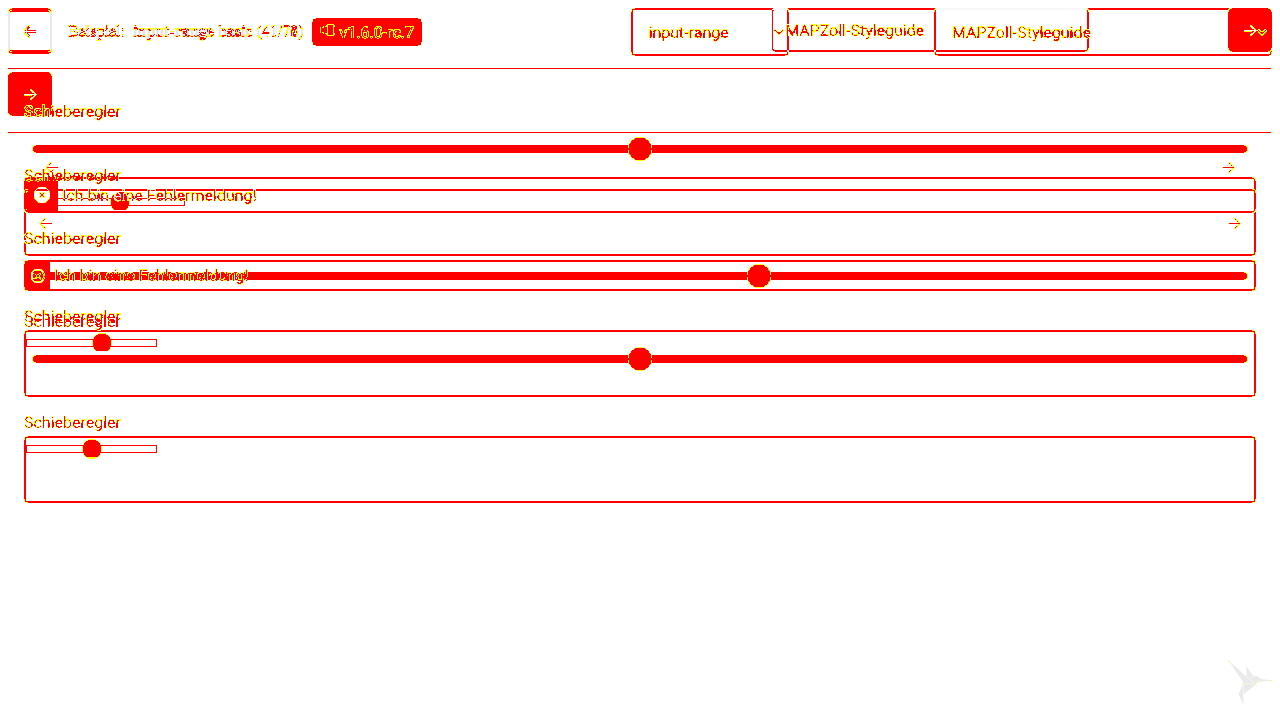 Beispiel: input-range basic (41/78) v1.6.0-rc.7
input-range
MAPZoll-Styleguide
MAPZoll-Styleguide
Schieberegler
Schieberegler
Ich bin eine Fehlermeldung!
Schieberegler
Ich bin eine Fehlermeldung!
Schieberegler
Schieberegler
Schieberegler